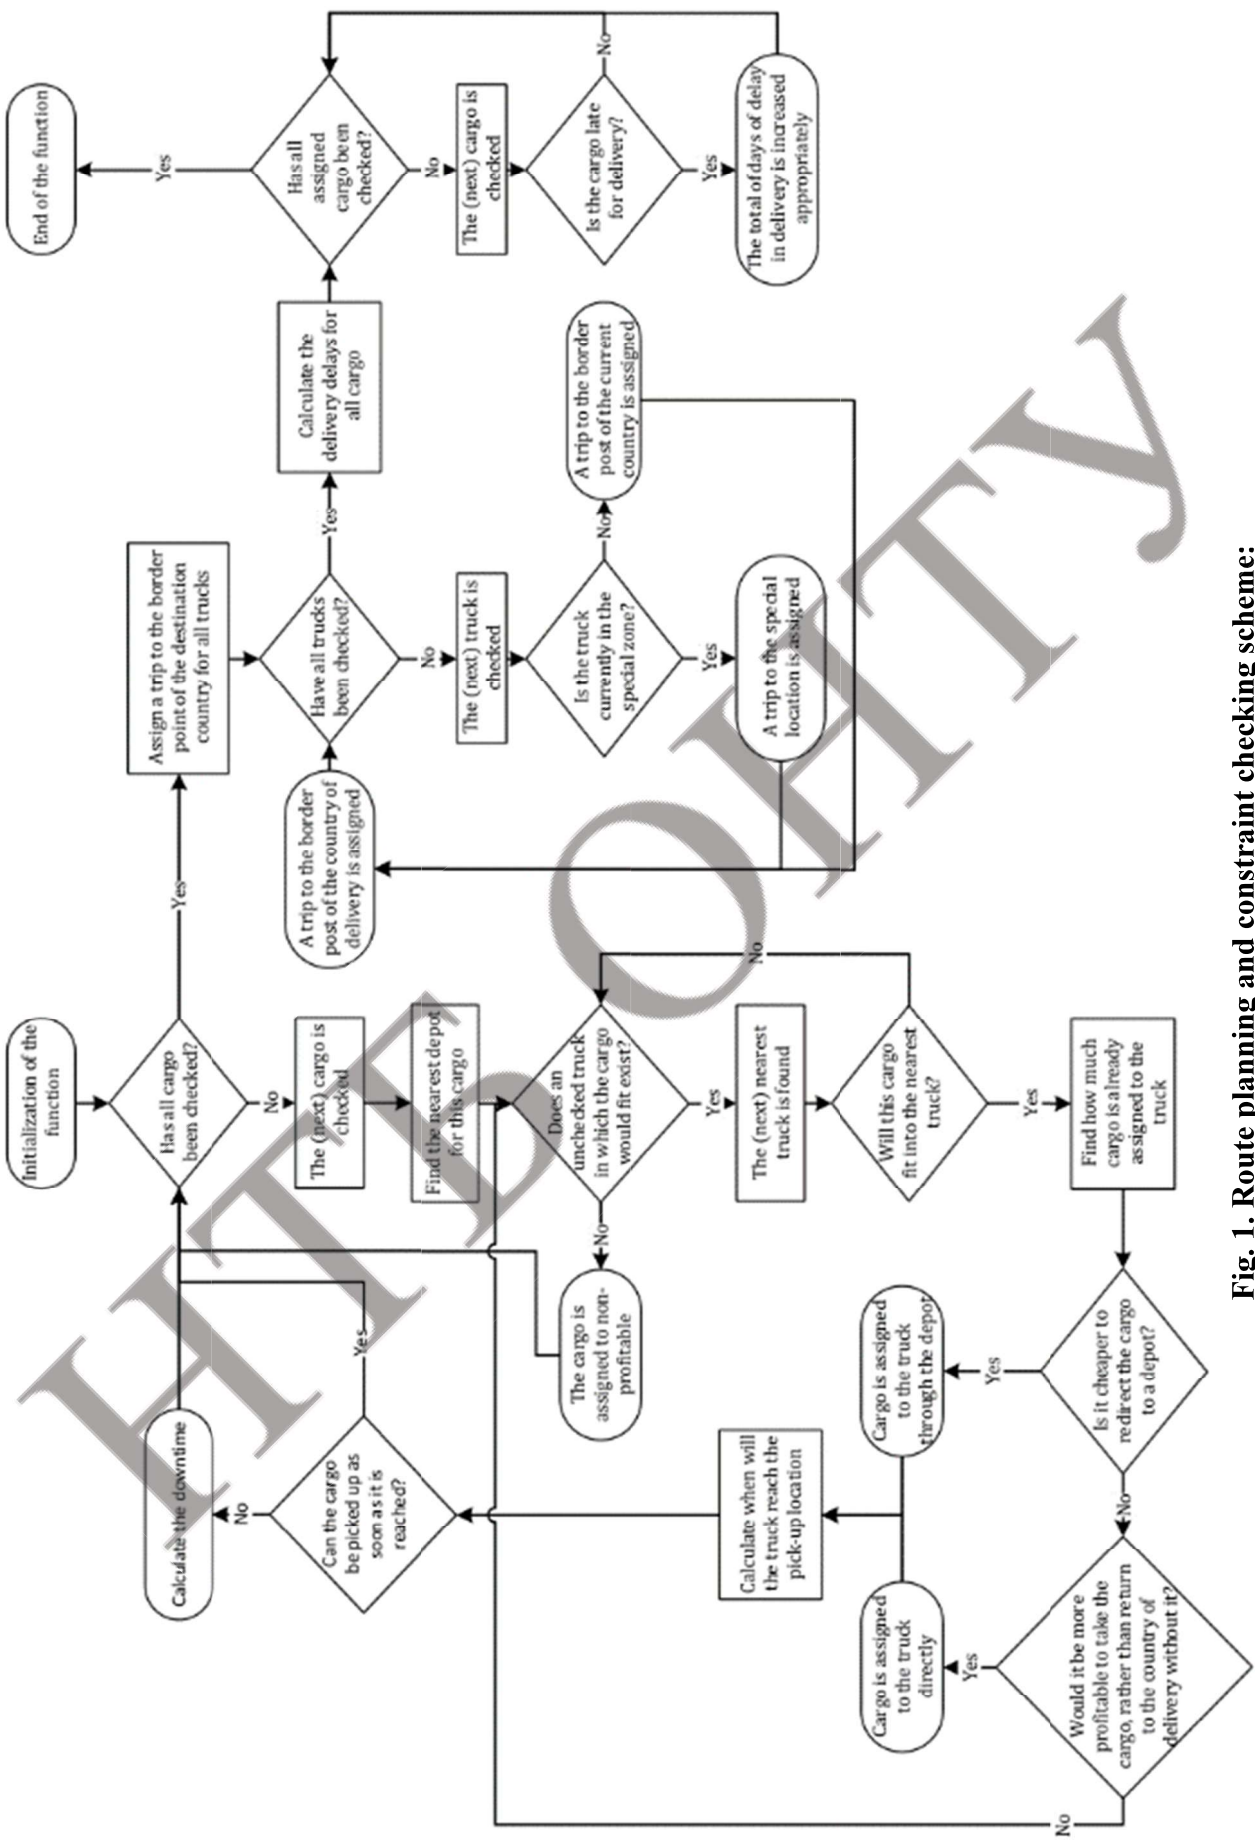 Initialization of the
function
Has all cargo
been checked?
Yes
No
The (next) cargo is
checked
Find the nearest depot
for this cargo
Does an
unchecked truck
in which the cargo
would fit exist?
No
The cargo is
assigned to non-
profitable
Yes
The (next) nearest
truck is found
Will this cargo
fit into the nearest
truck?
No
Yes
Find how much
cargo is already
assigned to the
truck
Is it cheaper to
redirect the cargo
to a depot?
Yes
Cargo is assigned
to the truck
through the depot
No
Would it be more
profitable to take the
cargo, rather than return
to the country of
delivery without it?
No
Yes
Cargo is assigned
to the truck
directly
Calculate when will
the truck reach the
pick-up location
Can the cargo
be picked up as
soon as it is
reached?
Yes
No
Calculate the downtime
Assign a trip to the border
point of the destination
country for all trucks
Have all trucks
been checked?
No
The (next) truck is
checked
Is the truck
currently in the
special zone?
No
A trip to the border
post of the current
country is assigned
Yes
A trip to the special
location is assigned
A trip to the border
post of the country of
delivery is assigned
Yes
Calculate the
delivery delays for
all cargo
Has all
assigned
cargo been
checked?
Yes
End of the function
No
The (next) cargo is
checked
Is the cargo late
for delivery?
No
Yes
The total of days of delay
in delivery is increased
appropriately
НТБ ОНТУ
Fig. 1. Route planning and constraint checking scheme: